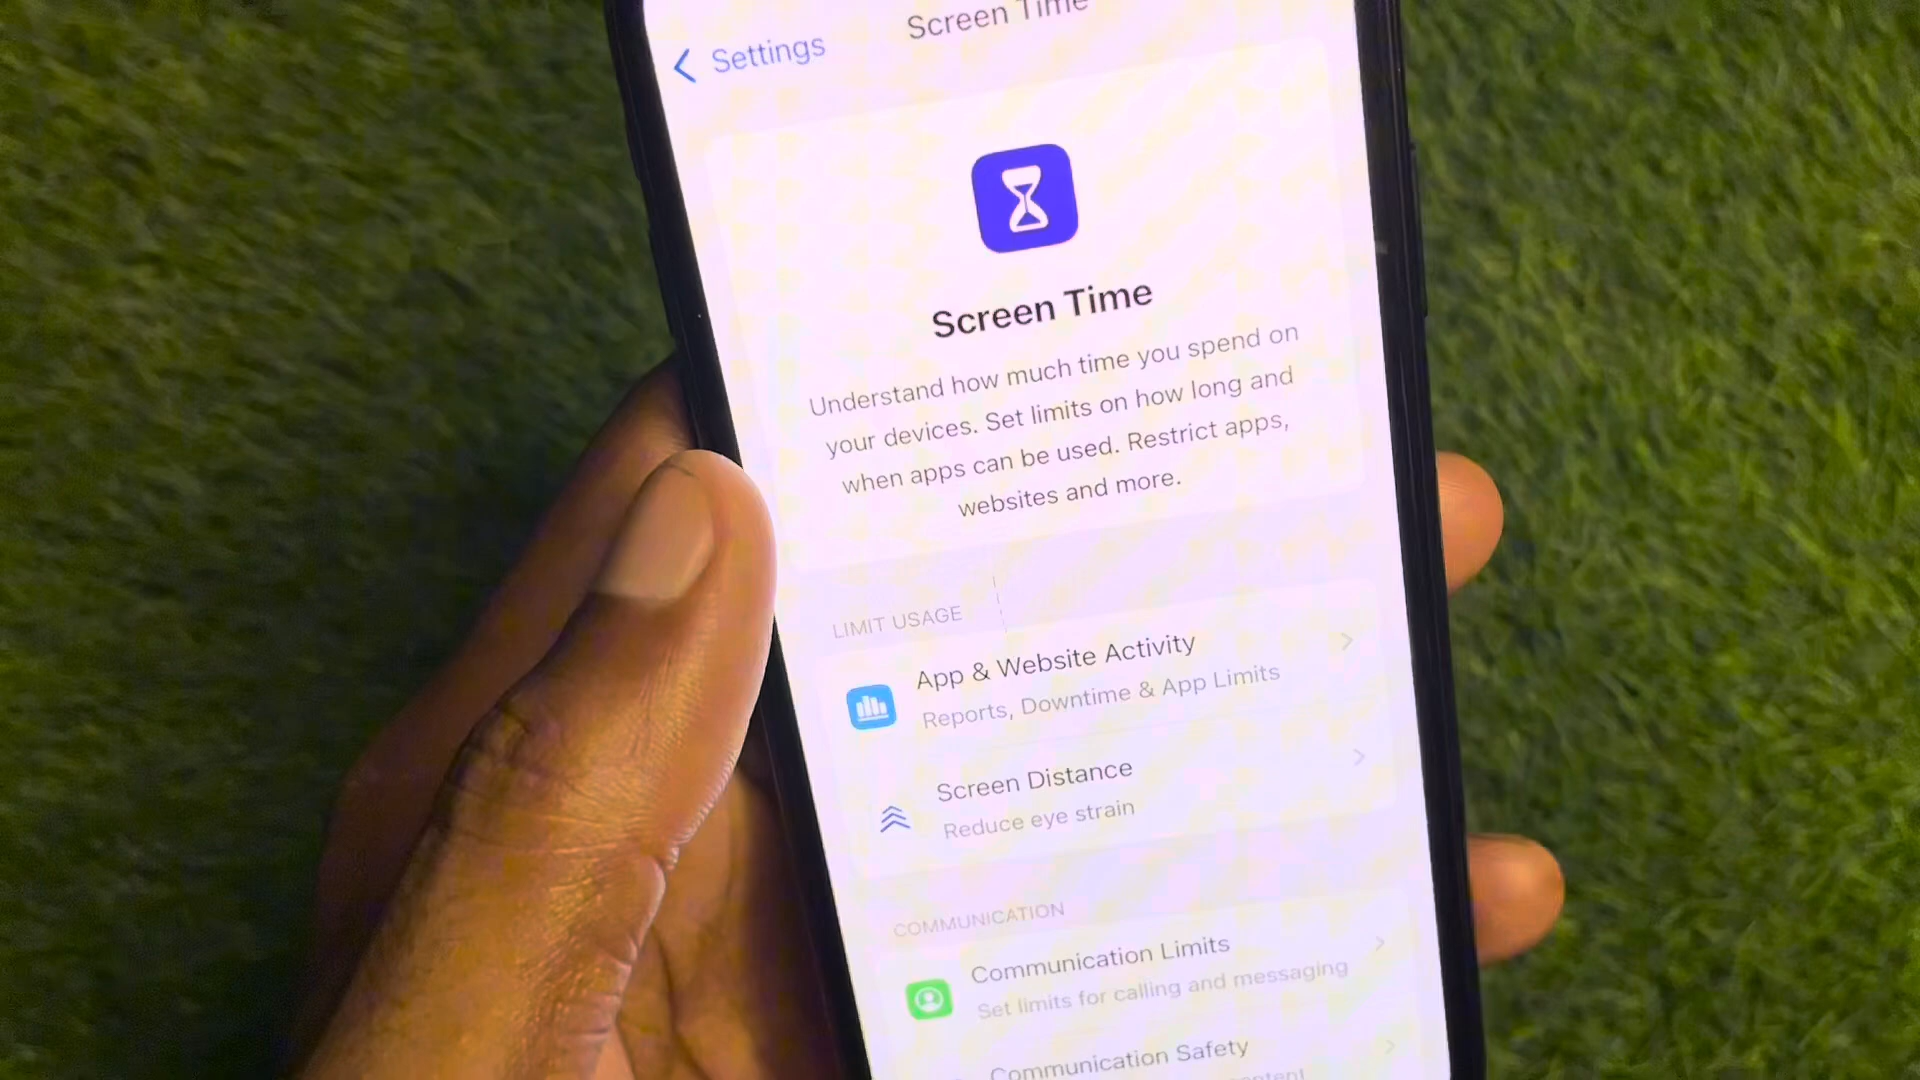 Screen Time
Settings
Screen Time
Understand how much time you spend on
your devices. Set limits on how long and
when apps can be used. Restrict apps,
websites and more.
LIMIT USAGE
App & Website Activity
Reports, Downtime & App Limits
Screen Distance
Reduce eye strain
COMMUNICATION
Communication Limits
Set limits for calling and messaging
Communication Safety
content